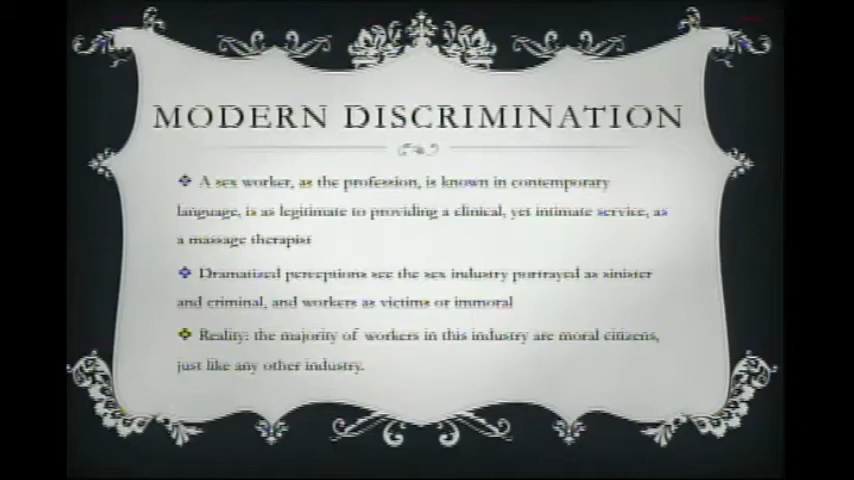 MODERN DISCRIMINATION
A sex worker, as the profession, is known in contemporary
language, is as legitimate to providing a clinical, yet intimate service, as
a massage therapist
Dramatized perceptions see the sex industry portrayed as sinister
and criminal, and workers as victims or immoral
Reality: the majority of workers in this industry are moral citizens,
just like any other industry.